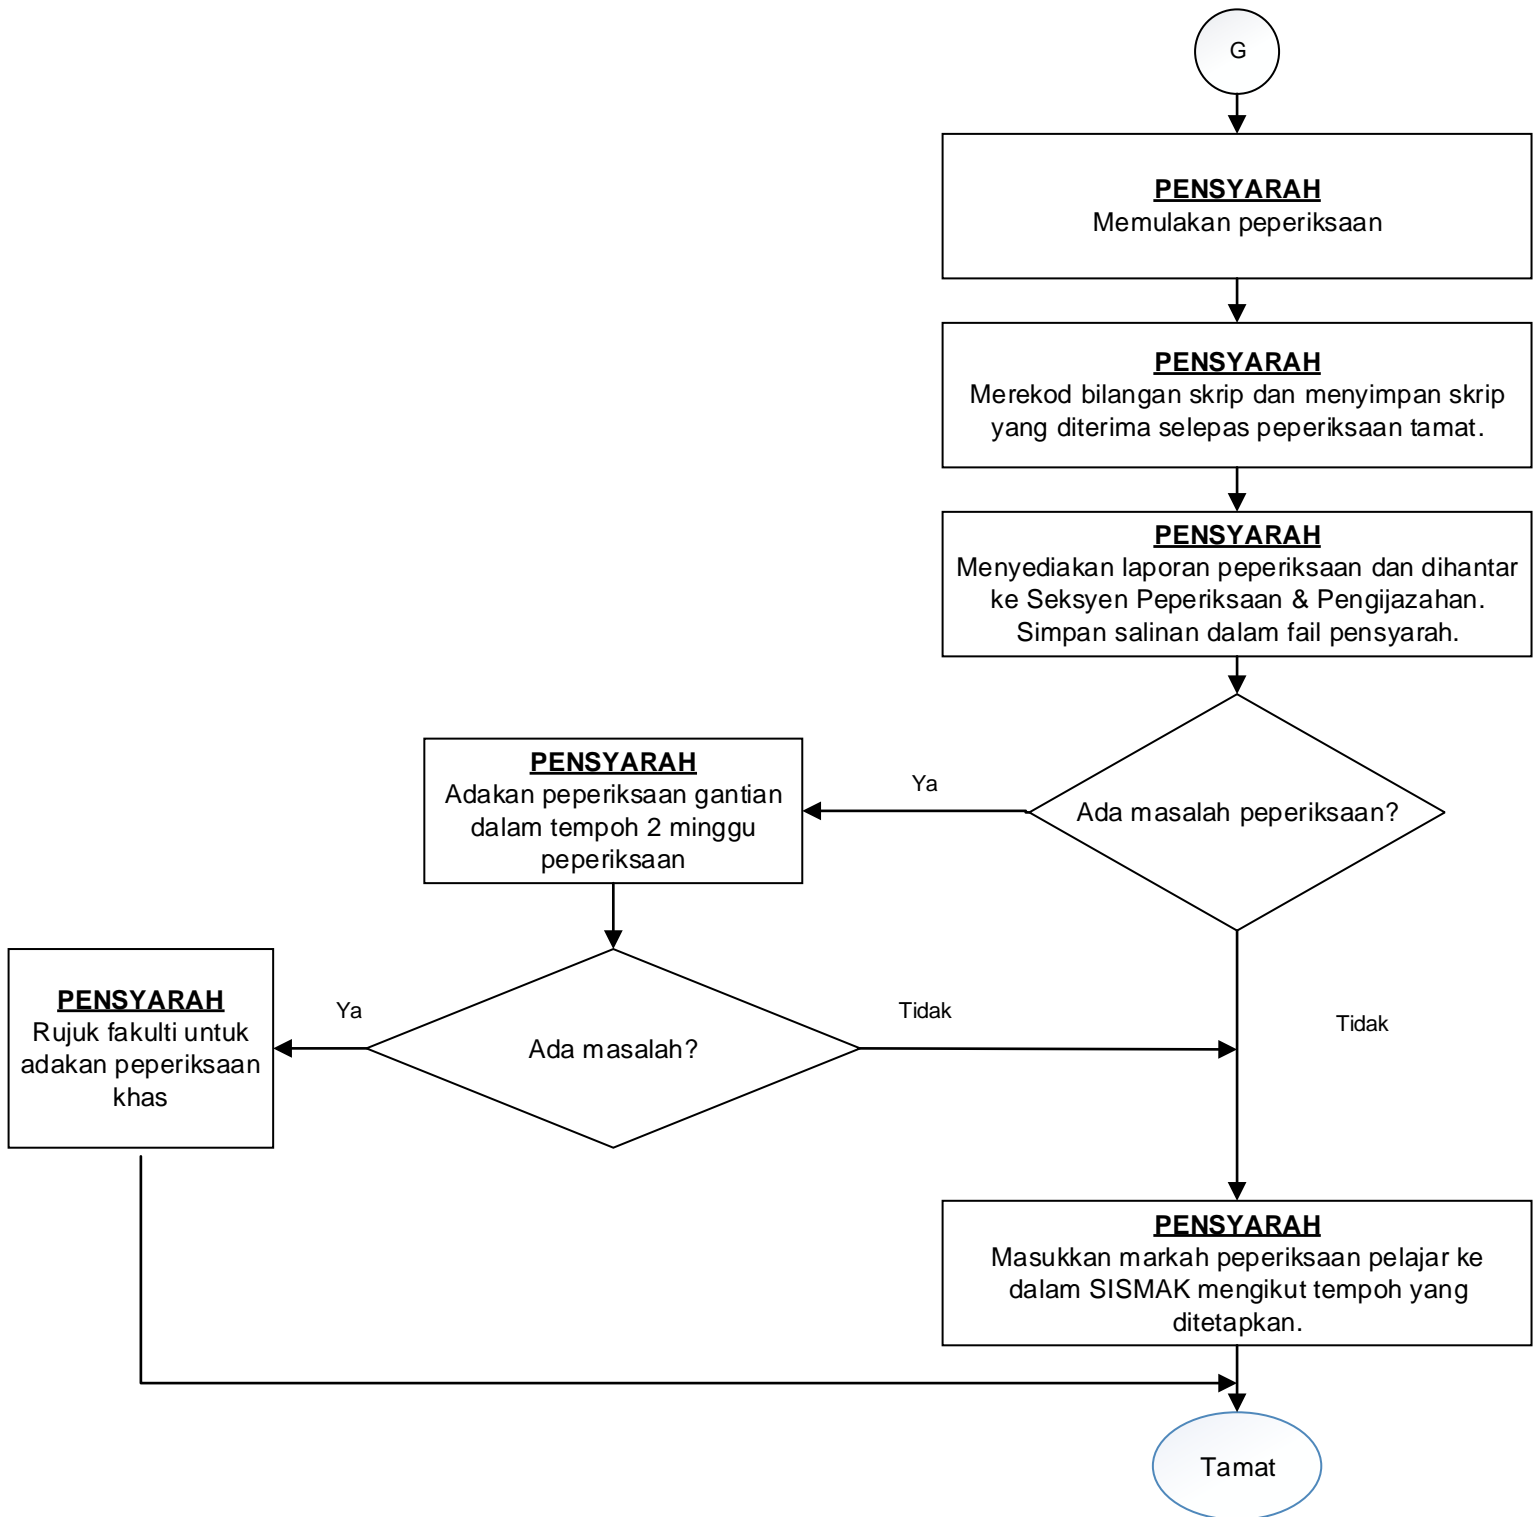 G
PENSYARAH
Memulakan peperiksaan
PENSYARAH
Merekod bilangan skrip dan menyimpan skrip
yang diterima selepas peperiksaan tamat.
PENSYARAH
Menyediakan laporan peperiksaan dan dihantar
ke Seksyen Peperiksaan & Pengijazahan.
Simpan salinan dalam fail pensyarah.
Ada masalah peperiksaan?
Ya
PENSYARAH
Adakan peperiksaan gantian
dalam tempoh 2 minggu
peperiksaan
Ada masalah?
Ya
PENSYARAH
Rujuk fakulti untuk
adakan peperiksaan
khas
Tidak
Tidak
PENSYARAH
Masukkan markah peperiksaan pelajar ke
dalam SISMAK mengikut tempoh yang
ditetapkan.
Tamat